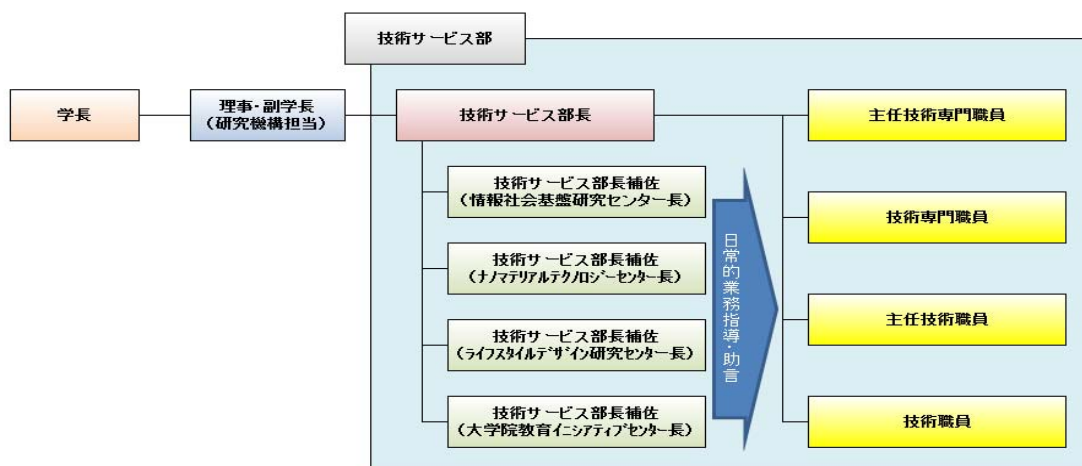 技術サービス部
学長
理事・副学長
(研究機構担当)
技術サービス部長
技術サービス部長補佐
(情報社会基盤研究センター長)
技術サービス部長補佐
(ナノマテリアルテクノロジーセンター長)
技術サービス部長補佐
(ライフスタイルデザイン研究センター長)
技術サービス部長補佐
(大学院教育イニシアティブセンター長)
日常的業務指導・助言
主任技術専門職員
技術専門職員
主任技術職員
技術職員